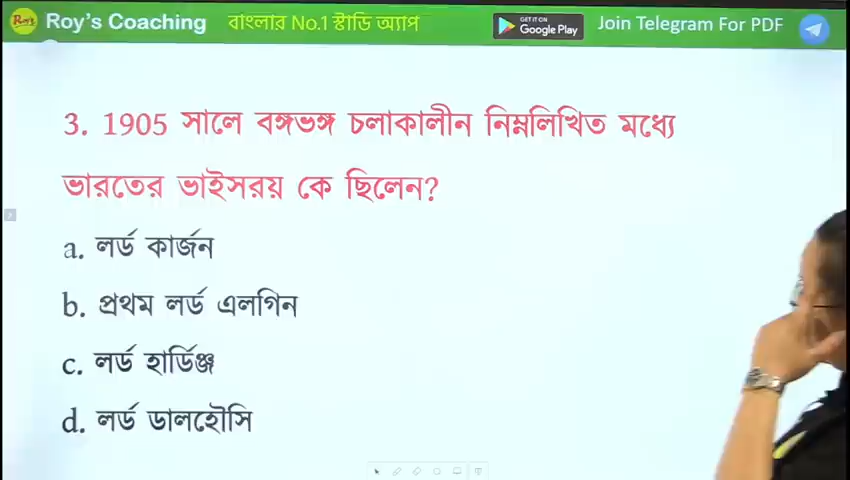 Roy's Coaching বাংলার No.1 স্টাডি অ্যাপ GET IT ON Google Play Join Telegram For PDF
3. 1905 সালে বঙ্গভঙ্গ চলাকালীন নিম্নলিখিত মধ্যে
ভারতের ভাইসরয় কে ছিলেন?
a. লর্ড কার্জন
b. প্রথম লর্ড এলগিন
c. লর্ড হার্ডিঞ্জ
d. লর্ড ডালহৌসি